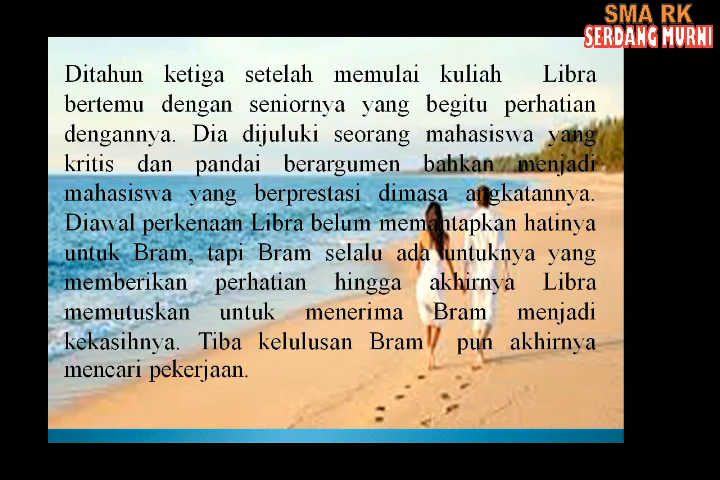 SMA RK
SERDANG MURNI
Ditahun ketiga setelah memulai kuliah Libra
bertemu dengan seniornya yang begitu perhatian
dengannya. Dia dijuluki seorang mahasiswa yang
kritis dan pandai berargumen bahkan menjadi
mahasiswa yang berprestasi dimasa angkatannya.
Diawal perkenaan Libra belum memantapkan hatinya
untuk Bram, tapi Bram selalu ada untuknya yang
memberikan perhatian hingga akhirnya Libra
memutuskan untuk menerima Bram menjadi
kekasihnya. Tiba kelulusan Bram pun akhirnya
mencari pekerjaan.